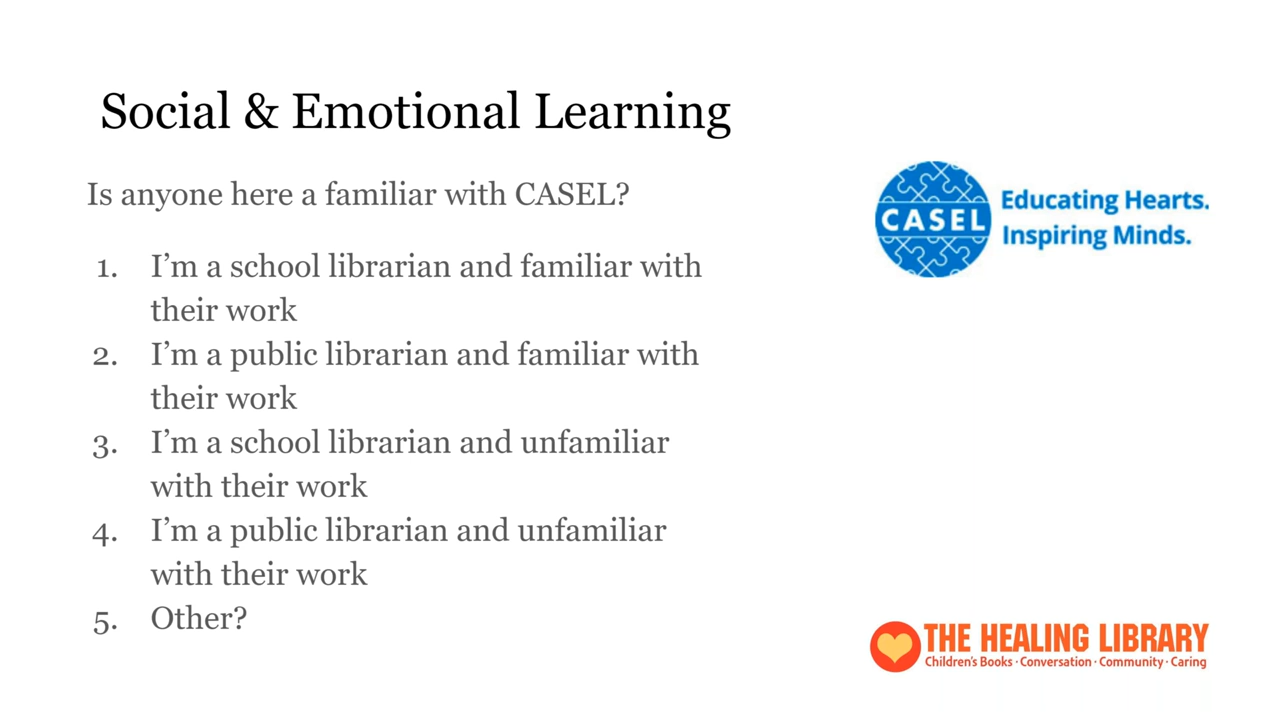 Social & Emotional Learning
Is anyone here a familiar with CASEL?
1. I’m a school librarian and familiar with
their work
2. I’m a public librarian and familiar with
their work
3. I’m a school librarian and unfamiliar
with their work
4. I’m a public librarian and unfamiliar
with their work
5. Other?
CASEL
Educating Hearts.
Inspiring Minds.
THE HEALING LIBRARY
Children's Books · Conversation · Community · Caring